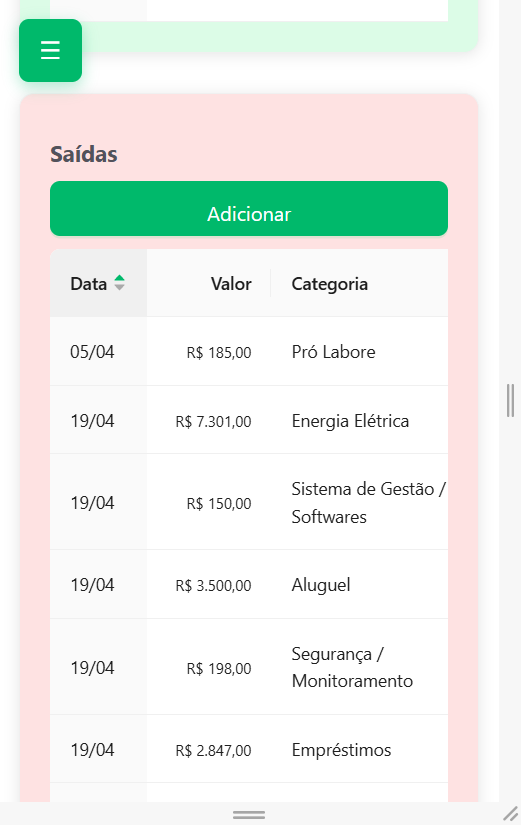 ☰
Saídas
Adicionar
Data Valor Categoria
05/04 R$ 185,00 Pró Labore
19/04 R$ 7.301,00 Energia Elétrica
19/04 R$ 150,00 Sistema de Gestão /
Softwares
19/04 R$ 3.500,00 Aluguel
19/04 R$ 198,00 Segurança /
Monitoramento
19/04 R$ 2.847,00 Empréstimos